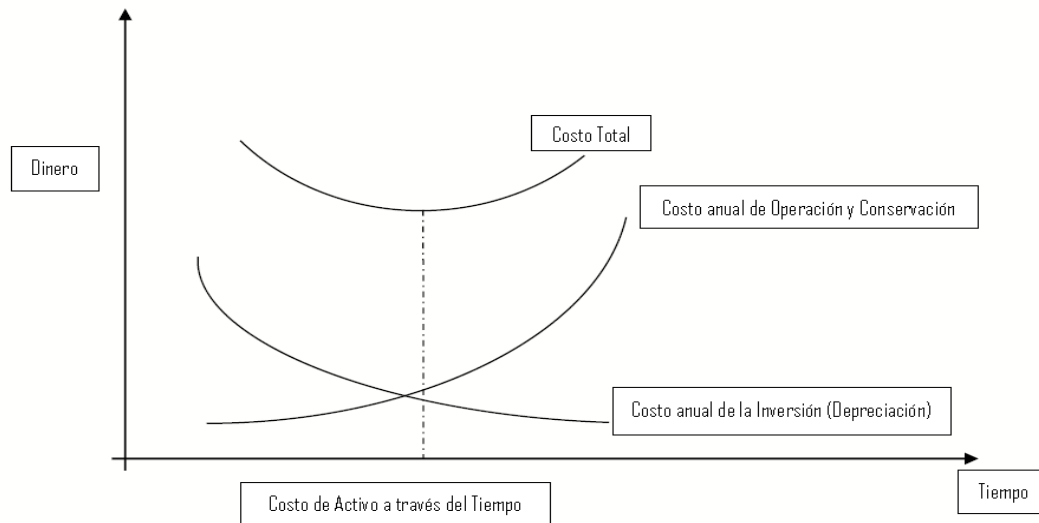 Costo Total
Dinero
Costo anual de Operación y Conservación
Costo anual de la Inversión (Depreciación)
Costo de Activo a través del Tiempo
Tiempo